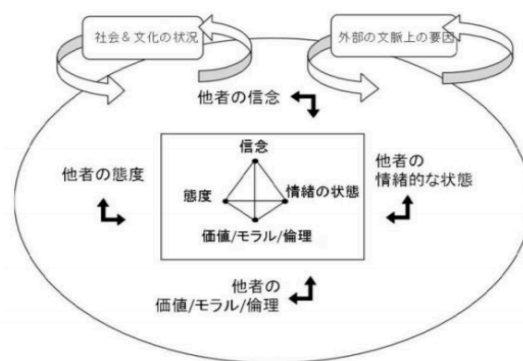 社会&文化の状況
外部の文脈上の要因
他者の信念
信念
他者の態度
他者の
情緒的な状態
態度
情緒の状態
価値/モラル/倫理
他者の
価値/モラル/倫理